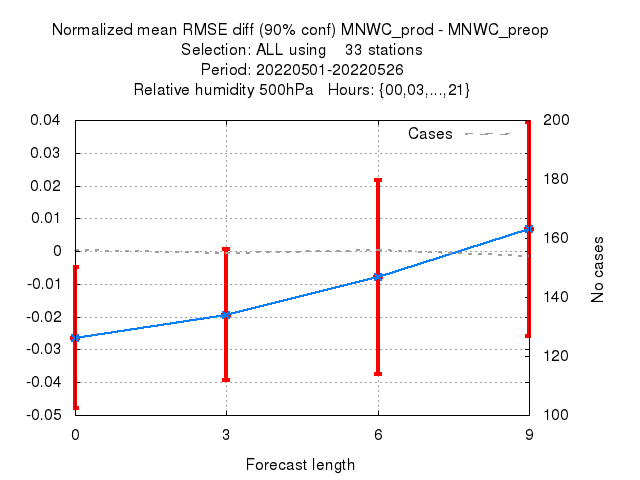 Normalized mean RMSE diff (90% conf) MNWC_prod - MNWC_preop
Selection: ALL using    33 stations
Period: 20220501-20220526
Relative humidity 500hPa   Hours: {00,03,...,21}
0.04
0.03
0.02
0.01
0
-0.01
-0.02
-0.03
-0.04
-0.05
Cases
200
180
160
140
120
100
No cases
0 3 6 9
Forecast length